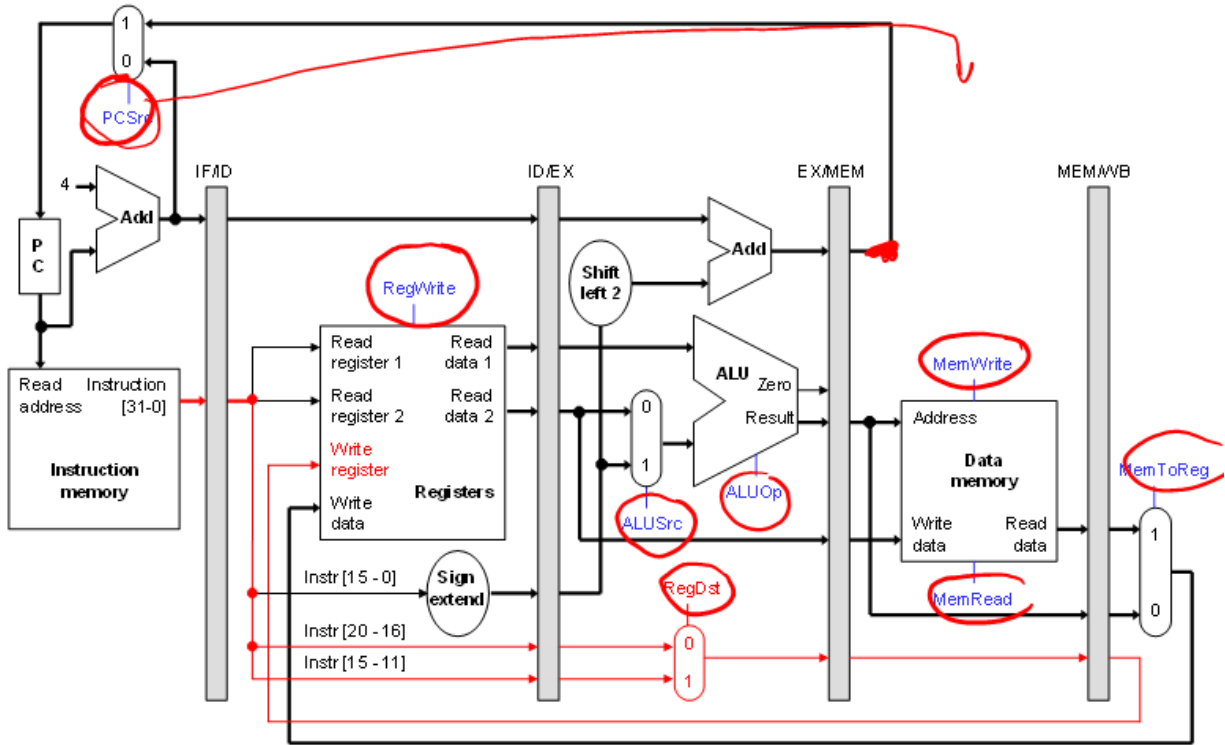 1
0
PCSrc
IF/ID
ID/EX
EX/MEM
MEM/WB
4
Add
P
C
Add
Shift
left 2
RegWrite
Read
register 1
Read
data 1
Read
register 2
Read
data 2
Write
register
Write
data
Registers
Read
address
Instruction
[31-0]
Instruction
memory
0
1
ALUSrc
ALU
Zero
Result
ALUOp
MemWrite
Address
Data
memory
Write
data
Read
data
MemRead
MemToReg
1
0
Instr [15 - 0]
Sign
extend
RegDst
Instr [20 - 16]
0
Instr [15 - 11]
1